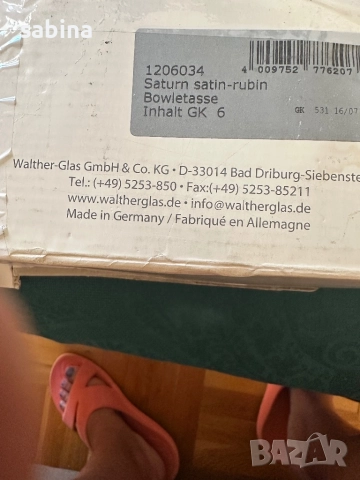 sabina
4 009752 776207
1206034
Saturn satin-rubin
Bowletasse
Inhalt GK 6
GK 531 16/07
Walther-Glas GmbH & Co. KG • D-33014 Bad Driburg-Siebenste
Tel.: (+49) 5253-850 • Fax:(+49) 5253-85211
www.waltherglas.de • info@waltherglas.de
Made in Germany / Fabriqué en Allemagne
BAZAR